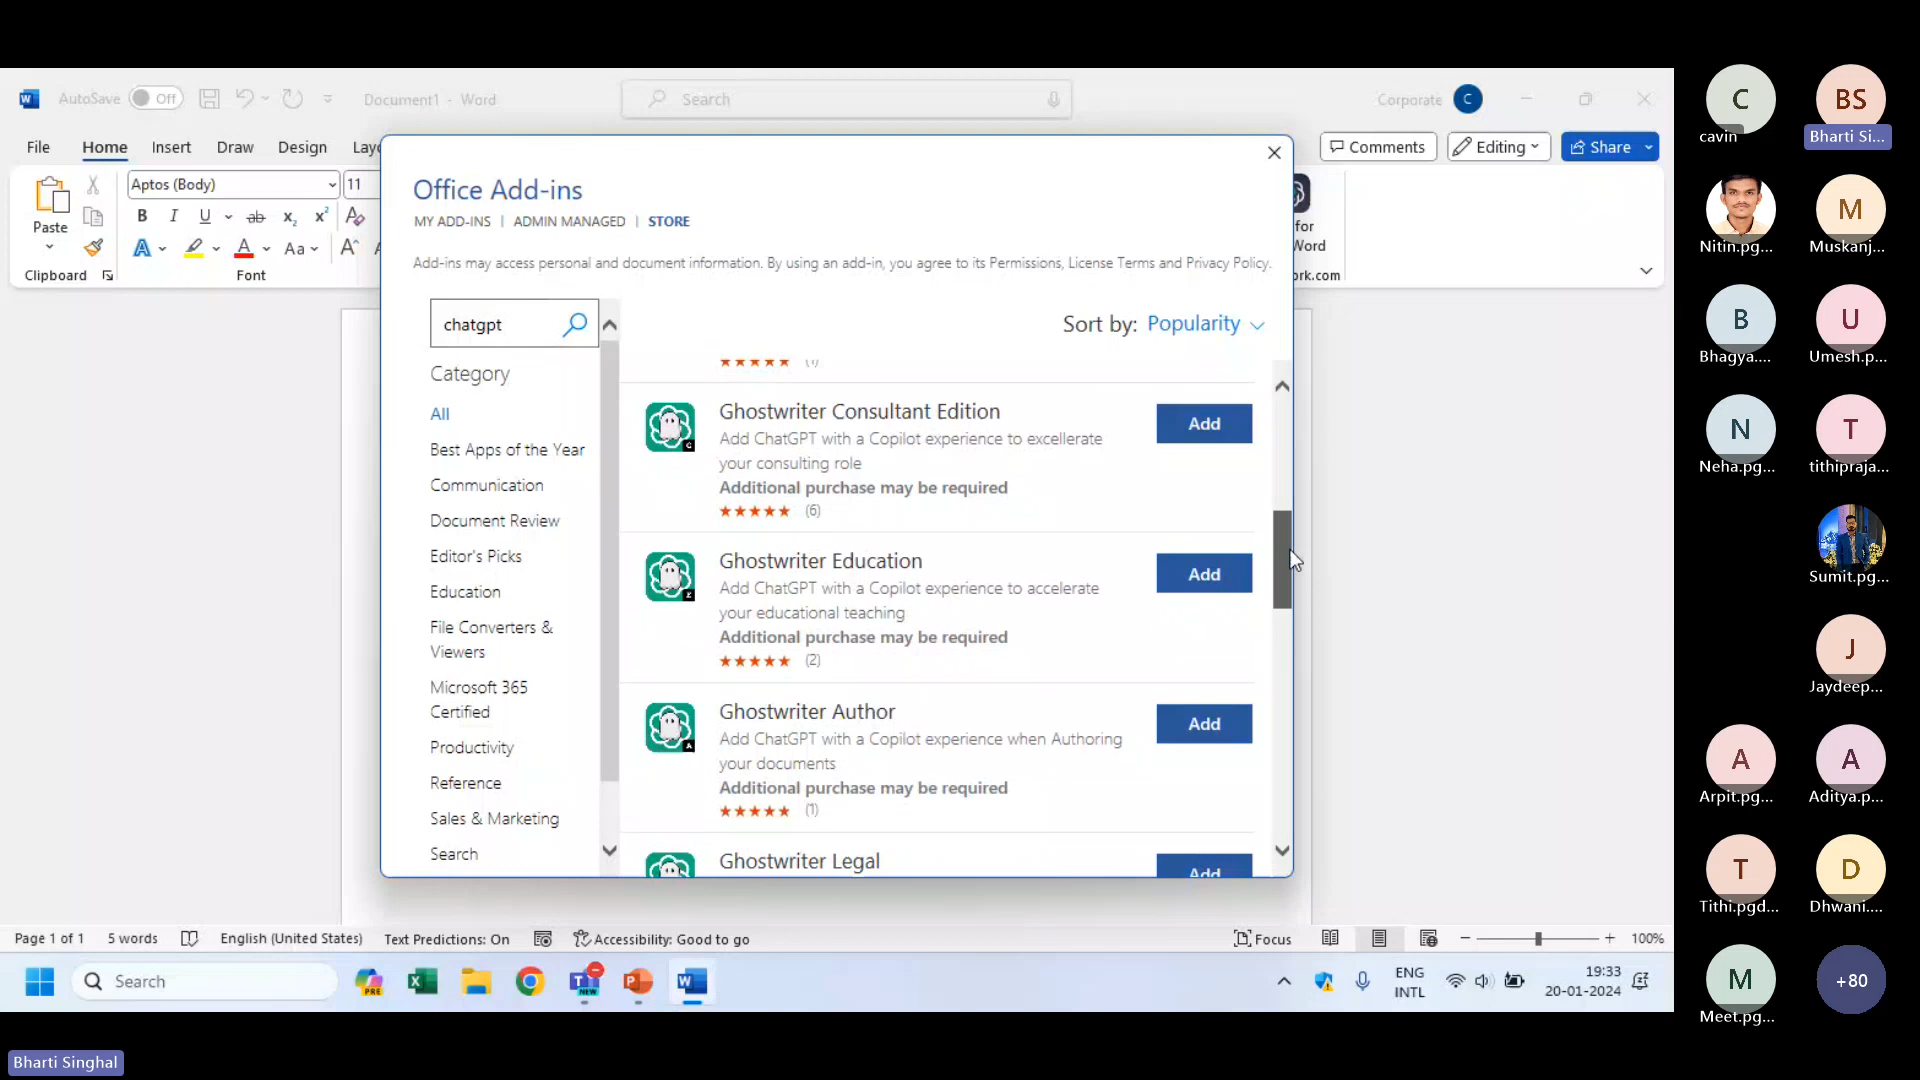 AutoSave Off Document1 - Word Search Corporate C
File Home Insert Draw Design Comments Editing Share
Paste
Aptos (Body) 11
B I U ab x₂ x²
A A Aa A
Clipboard Font
for
Word
Office Add-ins
MY ADD-INS | ADMIN MANAGED | STORE
Add-ins may access personal and document information. By using an add-in, you agree to its Permissions, License Terms and Privacy Policy.
chatgpt
Sort by: Popularity
Category
All
Best Apps of the Year
Communication
Document Review
Editor's Picks
Education
File Converters &
Viewers
Microsoft 365
Certified
Productivity
Reference
Sales & Marketing
Search
(1)
Ghostwriter Consultant Edition
Add ChatGPT with a Copilot experience to excellerate
your consulting role
Additional purchase may be required
(6)
Add
Ghostwriter Education
Add ChatGPT with a Copilot experience to accelerate
your educational teaching
Additional purchase may be required
(2)
Add
Ghostwriter Author
Add ChatGPT with a Copilot experience when Authoring
your documents
Additional purchase may be required
(1)
Add
Ghostwriter Legal
Add
Page 1 of 1 5 words English (United States) Text Predictions: On Accessibility: Good to go Focus 100%
Search
ENG
INTL
19:33
20-01-2024
Bharti Singhal
C
cavin
BS
Bharti Si...
Nitin.pg...
M
Muskanj...
B
Bhagya....
U
Umesh.p...
N
Neha.pg...
T
tithipraja...
Sumit.pg...
J
Jaydeep...
A
Arpit.pg...
A
Aditya.p...
T
Tithi.pgd...
D
Dhwani....
M
Meet.pg...
+80